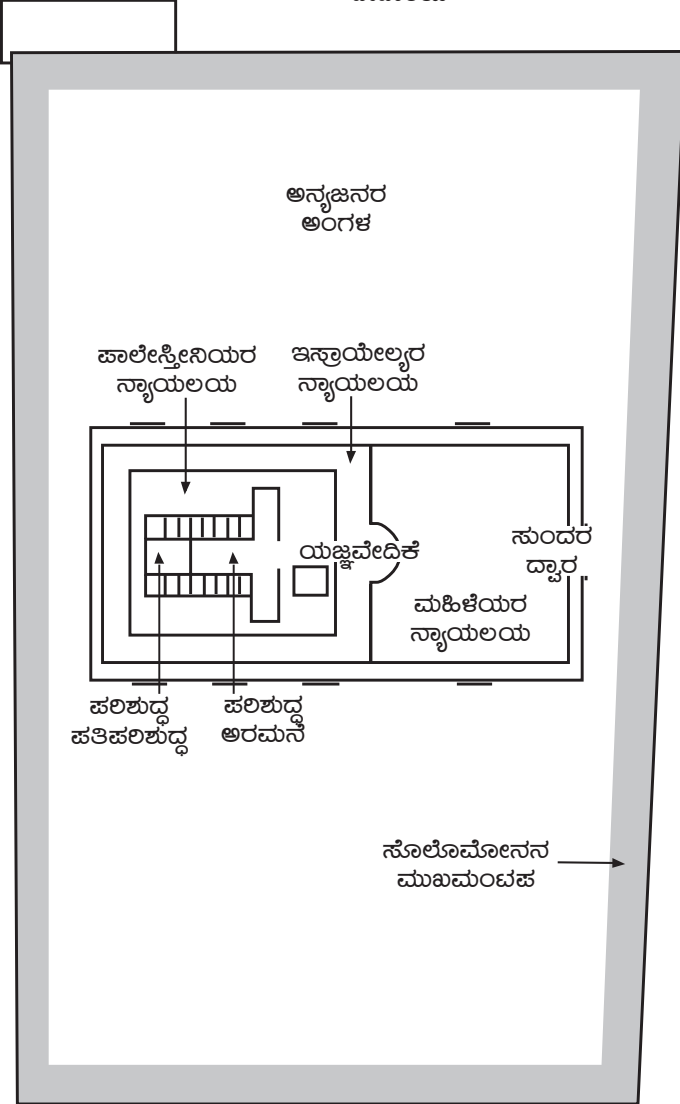 ಅನ್ಯಜನರ
ಅಂಗಳ
ಪಾಲೇಸ್ತೀನಿಯರ
ನ್ಯಾಯಲಯ
ಇಸ್ರಾಯೇಲ್ಯರ
ನ್ಯಾಯಲಯ
ಯಜ್ಞವೇದಿಕೆ
ಸುಂದರ
ದ್ವಾರ
ಮಹಿಳೆಯರ
ನ್ಯಾಯಲಯ
ಪರಿಶುದ್ಧ
ಪತಿಪರಿಶುದ್ಧ
ಪರಿಶುದ್ಧ
ಅರಮನೆ
ಸೊಲೊಮೋನನ
ಮುಖಮಂಟಪ